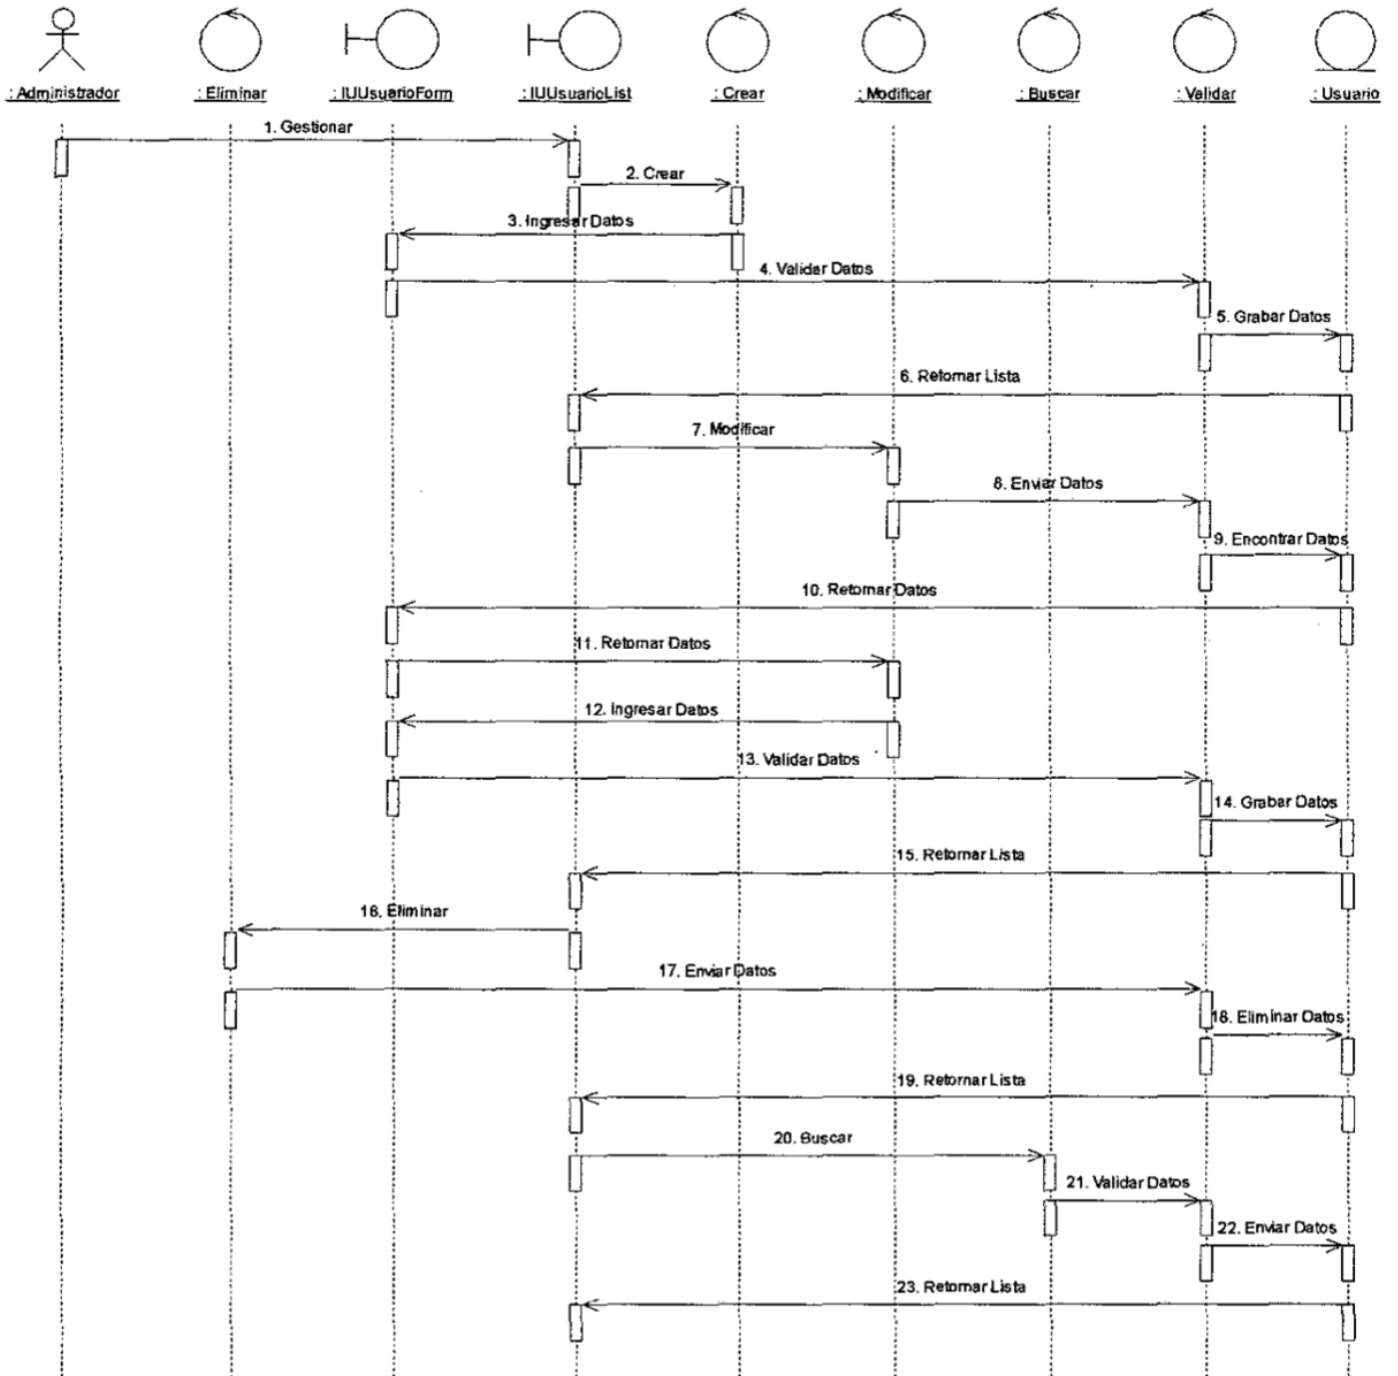 : Administrador : Eliminar : IUUsuarioForm : IUUsuarioList : Crear : Modificar : Buscar : Validar : Usuario
1. Gestionar
2. Crear
3. Ingresar Datos
4. Validar Datos
5. Grabar Datos
6. Retornar Lista
7. Modificar
8. Enviar Datos
9. Encontrar Datos
10. Retornar Datos
11. Retornar Datos
12. Ingresar Datos
13. Validar Datos
14. Grabar Datos
15. Retornar Lista
16. Eliminar
17. Enviar Datos
18. Eliminar Datos
19. Retornar Lista
20. Buscar
21. Validar Datos
22. Enviar Datos
23. Retornar Lista